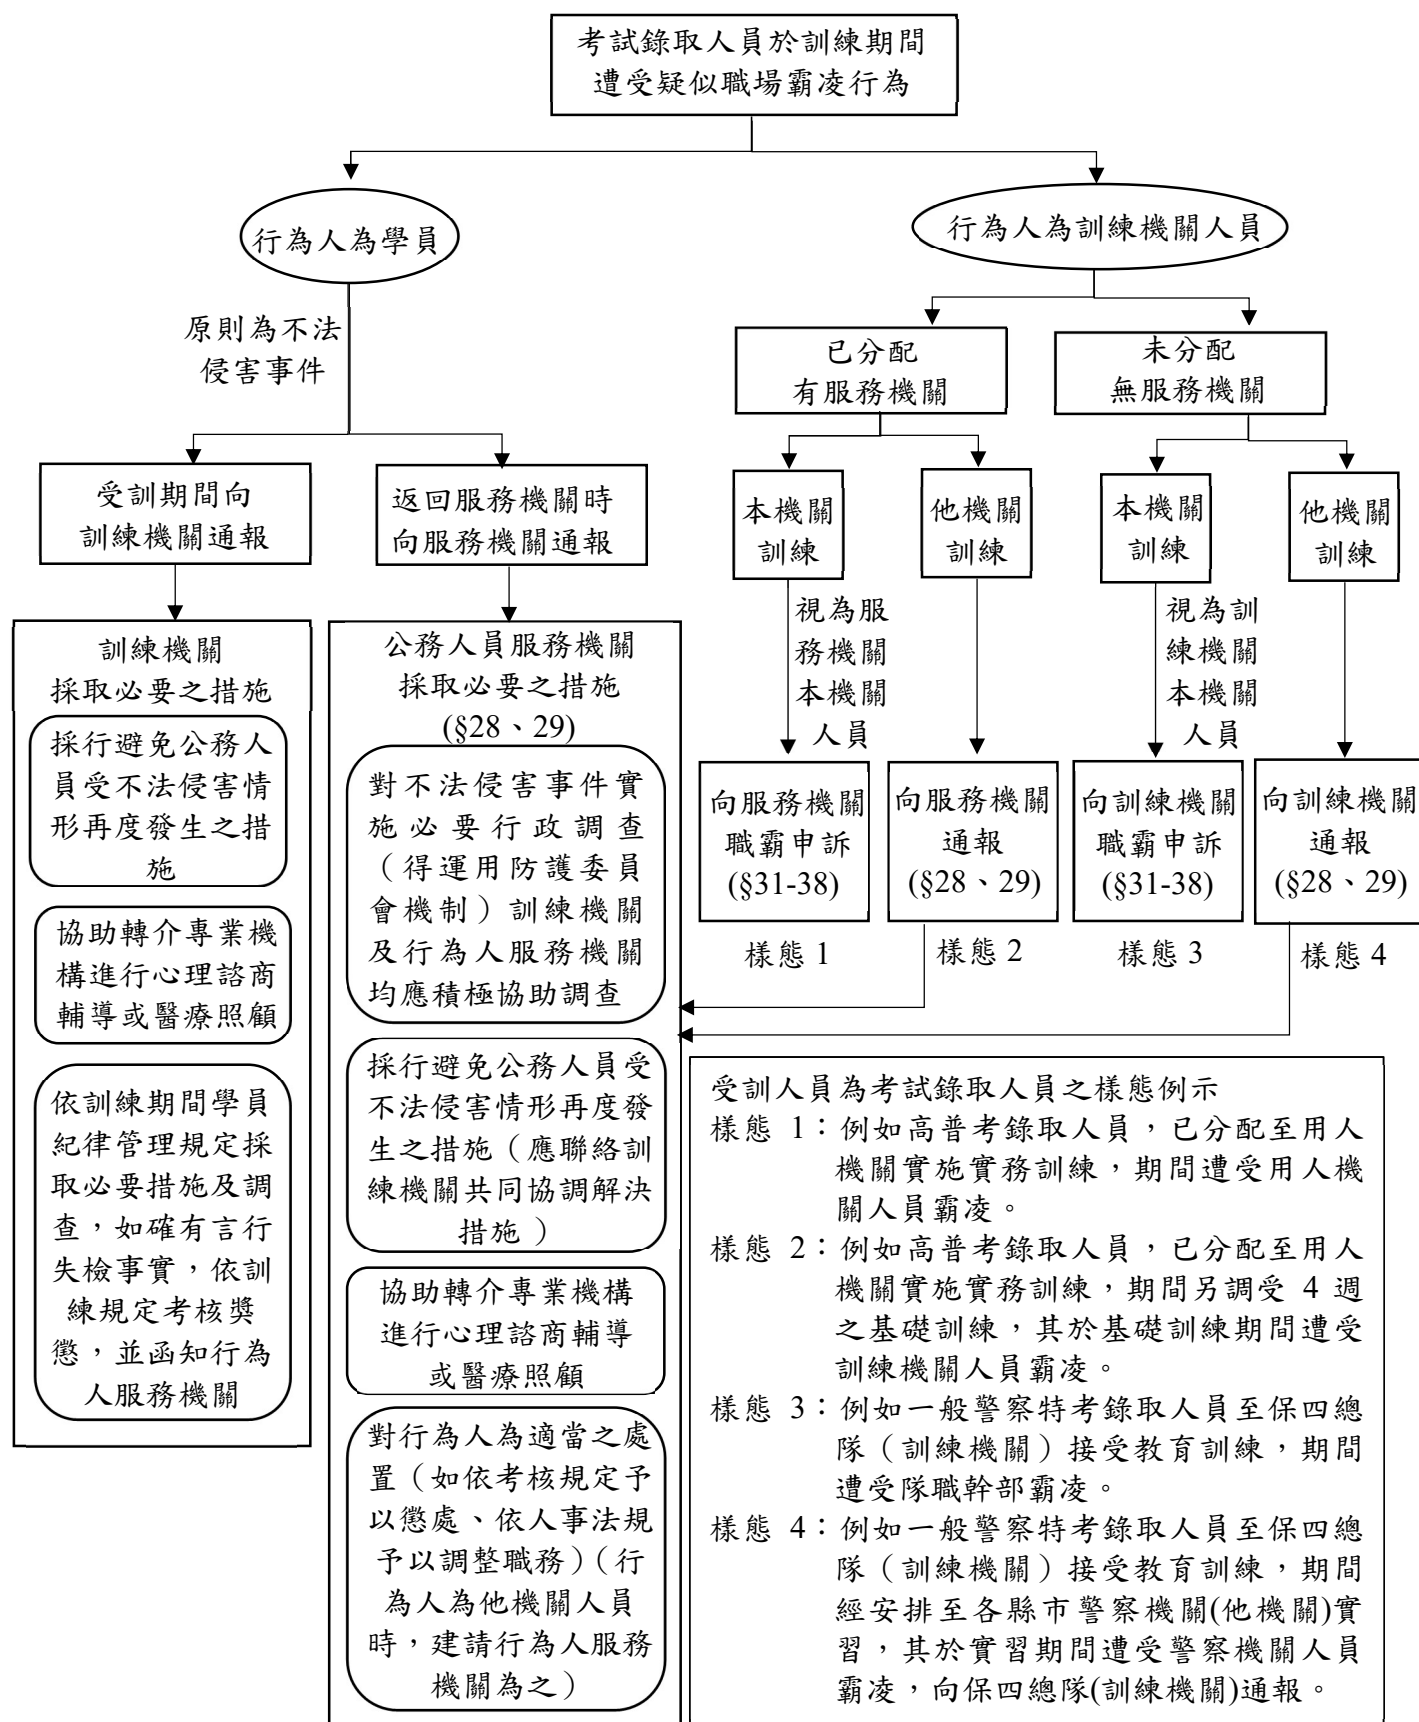 考試錄取人員於訓練期間
遭受疑似職場霸凌行為
行為人為學員
行為人為訓練機關人員
原則為不法
侵害事件
已分配
有服務機關
未分配
無服務機關
受訓期間向
訓練機關通報
返回服務機關時
向服務機關通報
本機關
訓練
他機關
訓練
本機關
訓練
他機關
訓練
視為服
務機關
本機關
人員
視為訓
練機關
本機關
人員
訓練機關
採取必要之措施
採行避免公務人
員受不法侵害情
形再度發生之措
施
協助轉介專業機
構進行心理諮商
輔導或醫療照顧
依訓練期間學員
紀律管理規定採
取必要措施及調
查，如確有言行
失檢事實，依訓
練規定考核獎
懲，並函知行為
人服務機關
公務人員服務機關
採取必要之措施
(§28、29)
對不法侵害事件實
施必要行政調查
（得運用防護委員
會機制）訓練機關
及行為人服務機關
均應積極協助調查
採行避免公務人員受
不法侵害情形再度發
生之措施（應聯絡訓
練機關共同協調解決
措施）
協助轉介專業機構
進行心理諮商輔導
或醫療照顧
對行為人為適當之處
置（如依考核規定予
以懲處、依人事法規
予以調整職務）（行
為人為他機關人員
時，建請行為人服務
機關為之）
向服務機關
職霸申訴
(§31-38)
樣態 1
向服務機關
通報
(§28、29)
樣態 2
向訓練機關
職霸申訴
(§31-38)
樣態 3
向訓練機關
通報
(§28、29)
樣態 4
受訓人員為考試錄取人員之樣態例示
樣態 1：例如高普考錄取人員，已分配至用人
機關實施實務訓練，期間遭受用人機
關人員霸凌。
樣態 2：例如高普考錄取人員，已分配至用人
機關實施實務訓練，期間另調受 4 週
之基礎訓練，其於基礎訓練期間遭受
訓練機關人員霸凌。
樣態 3：例如一般警察特考錄取人員至保四總
隊（訓練機關）接受教育訓練，期間
遭受隊職幹部霸凌。
樣態 4：例如一般警察特考錄取人員至保四總
隊（訓練機關）接受教育訓練，期間
經安排至各縣市警察機關(他機關)實
習，其於實習期間遭受警察機關人員
霸凌，向保四總隊(訓練機關)通報。